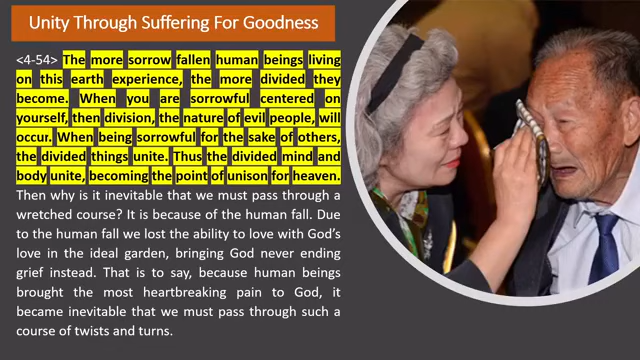 Unity Through Suffering For Goodness
<4-54> The more sorrow fallen human beings living
on this earth experience, the more divided they
become. When you are sorrowful centered on
yourself, then division, the nature of evil people, will
occur. When being sorrowful for the sake of others,
the divided things unite. Thus the divided mind and
body unite, becoming the point of unison for heaven.
Then why is it inevitable that we must pass through a
wretched course? It is because of the human fall. Due
to the human fall we lost the ability to love with God's
love in the ideal garden, bringing God never ending
grief instead. That is to say, because human beings
brought the most heartbreaking pain to God, it
became inevitable that we must pass through such a
course of twists and turns.